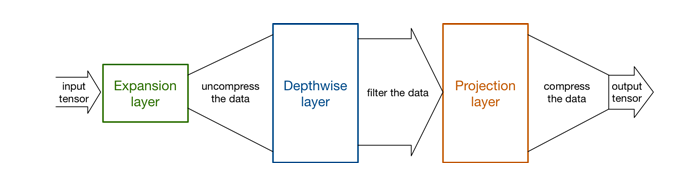 input
tensor
Expansion
layer
uncompress
the data
Depthwise
layer
filter the data
Projection
layer
compress
the data
output
tensor